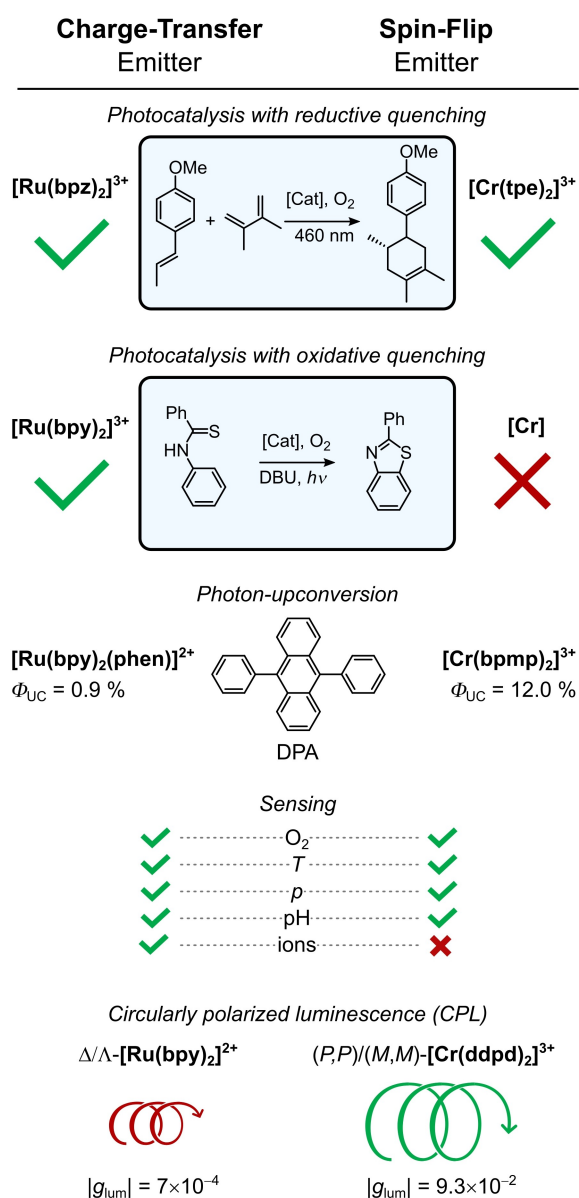 Charge-Transfer Spin-Flip
Emitter Emitter
Photocatalysis with reductive quenching
[Ru(bpz)₂]³⁺ [Cr(tpe)₂]³⁺
OMe OMe
+ [Cat], O₂
460 nm
Photocatalysis with oxidative quenching
[Ru(bpy)₂]³⁺ [Cr]
Ph Ph
S [Cat], O₂ N S
HN DBU, hν
Photon-upconversion
[Ru(bpy)₂(phen)]²⁺ [Cr(bpmp)₂]³⁺
Φ_UC = 0.9 % Φ_UC = 12.0 %
DPA
Sensing
O₂
T
p
pH
ions
Circularly polarized luminescence (CPL)
Δ/Λ-[Ru(bpy)₂]²⁺ (P,P)/(M,M)-[Cr(ddpd)₂]³⁺
|g_lum| = 7×10⁻⁴ |g_lum| = 9.3×10⁻²